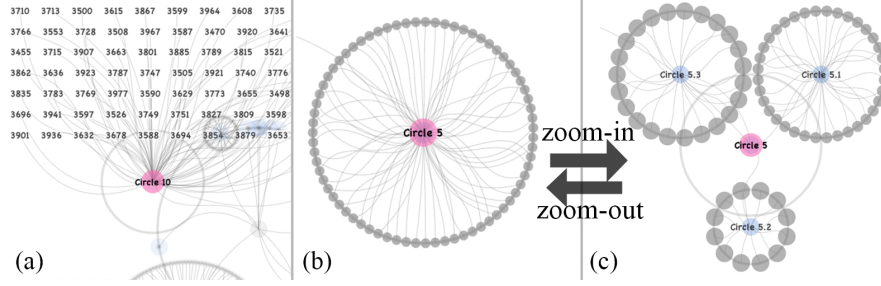 3710 3713 3500 3615 3867 3599 3964 3608 3735
3766 3553 3728 3508 3967 3587 3470 3920 3641
3455 3715 3907 3663 3801 3885 3789 3815 3521
3862 3636 3923 3787 3747 3505 3921 3740 3776
3835 3783 3769 3977 3590 3629 3773 3655 3498
3696 3941 3597 3526 3749 3751 3827 3809 3598
3901 3936 3632 3678 3588 3694 3854 3879 3653
Circle 10
(a)
Circle 5
(b)
zoom-in
zoom-out
Circle 5.3
Circle 5.1
Circle 5
Circle 5.2
(c)